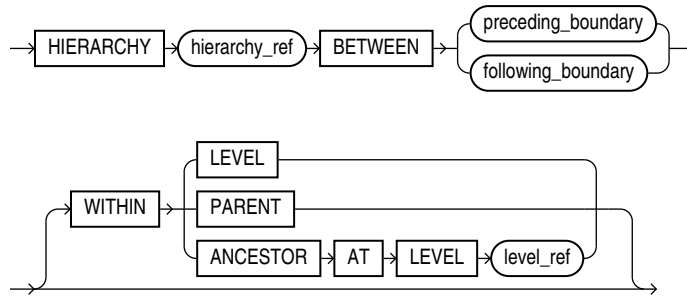 preceding_boundary
HIERARCHY hierarchy_ref BETWEEN
following_boundary
LEVEL
WITHIN PARENT
ANCESTOR AT LEVEL level_ref